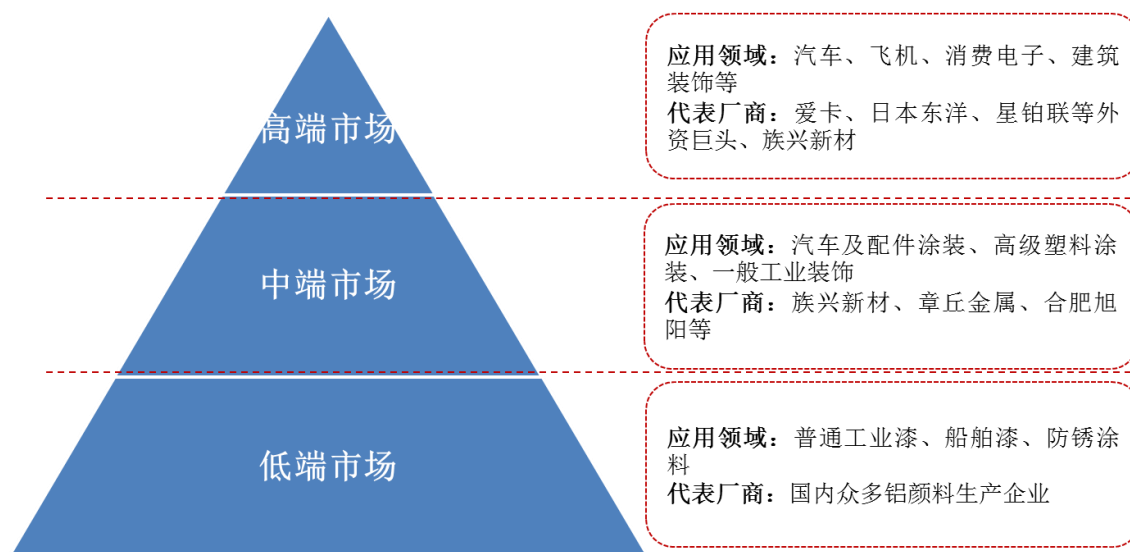 高端市场
应用领域：汽车、飞机、消费电子、建筑
装饰等
代表厂商：爱卡、日本东洋、星铂联等外
资巨头、族兴新材
中端市场
应用领域：汽车及配件涂装、高级塑料涂
装、一般工业装饰
代表厂商：族兴新材、章丘金属、合肥旭
阳等
低端市场
应用领域：普通工业漆、船舶漆、防锈涂
料
代表厂商：国内众多铝颜料生产企业